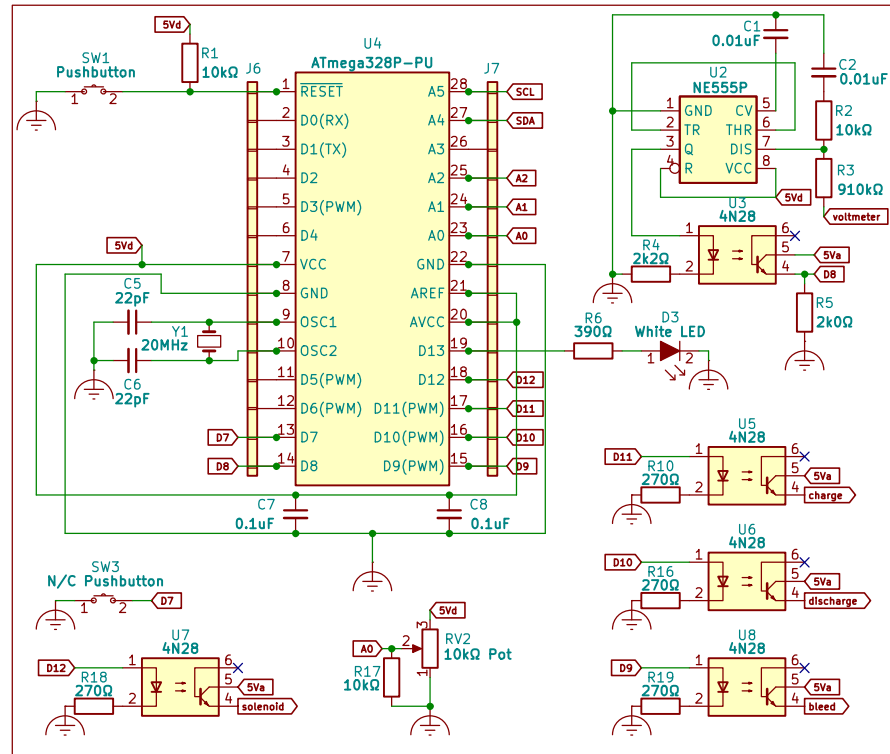 5Vd
SW1
Pushbutton
1
2
R1
10kΩ
J6
U4
ATmega328P-PU
J7
1 RESET
2 D0(RX)
3 D1(TX)
4 D2
5 D3(PWM)
6 D4
7 VCC
8 GND
9 OSC1
10 OSC2
11 D5(PWM)
12 D6(PWM)
13 D7
14 D8
A5 28 SCL
A4 27 SDA
A3 26
A2 25 A2
A1 24 A1
A0 23 A0
GND 22
AREF 21
AVCC 20
D13 19
D12 18 D12
D11(PWM) 17 D11
D10(PWM) 16 D10
D9(PWM) 15 D9
5Vd
C5
22pF
Y1
20MHz
C6
22pF
D7
D8
C7
0.1uF
C8
0.1uF
C1
0.01uF
C2
0.01uF
U2
NE555P
1 GND CV 5
2 TR THR 6
3 Q DIS 7
4 R VCC 8
R2
10kΩ
R3
910kΩ
5Vd
voltmeter
U3
4N28
R4
2k2Ω
1
2
6
5
4
5Va
D8
R5
2k0Ω
R6
390Ω
D3
White LED
1
2
U5
4N28
D11
R10
270Ω
1
2
6
5
4
5Va
charge
U6
4N28
D10
R16
270Ω
1
2
6
5
4
5Va
discharge
U8
4N28
D9
R19
270Ω
1
2
6
5
4
5Va
bleed
SW3
N/C Pushbutton
1
2
D7
U7
4N28
D12
R18
270Ω
1
2
6
5
4
5Va
solenoid
5Vd
A0
3
2
1
RV2
10kΩ Pot
R17
10kΩ